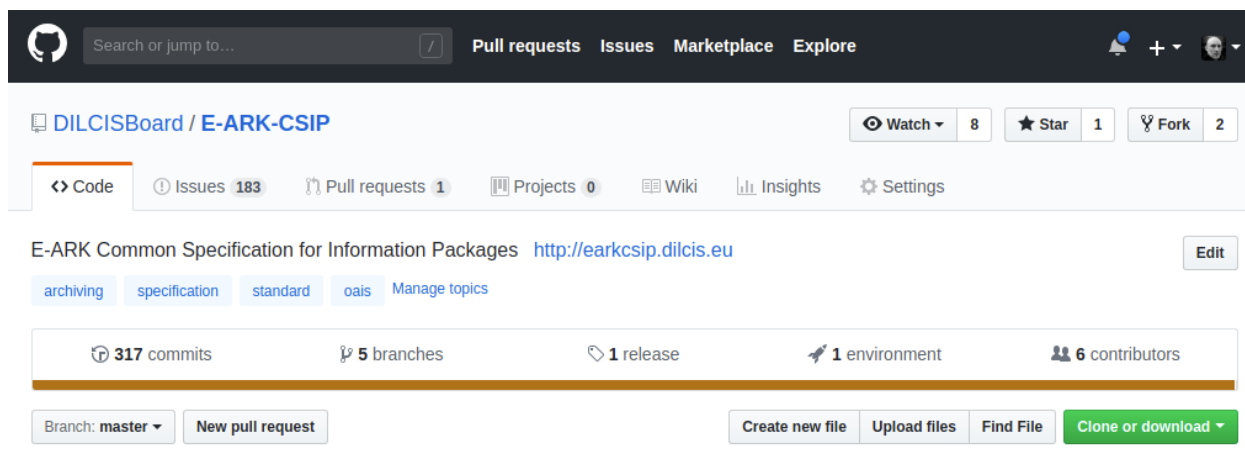 Search or jump to… / Pull requests Issues Marketplace Explore
DILCISBoard / E-ARK-CSIP Watch 8 Star 1 Fork 2
Code Issues 183 Pull requests 1 Projects 0 Wiki Insights Settings
E-ARK Common Specification for Information Packages http://earkcsip.dilcis.eu Edit
archiving specification standard oais Manage topics
317 commits 5 branches 1 release 1 environment 6 contributors
Branch: master New pull request Create new file Upload files Find File Clone or download